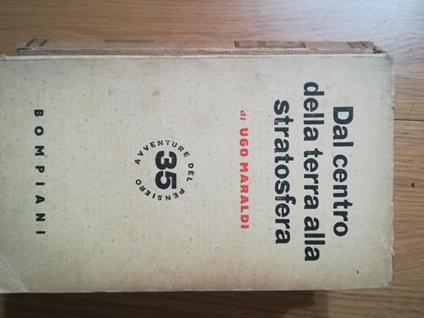 Dal centro
della terra alla
stratosfera
di UGO MARALDI
AVVENTURE DEL PENSIERO
35
BOMPIANI